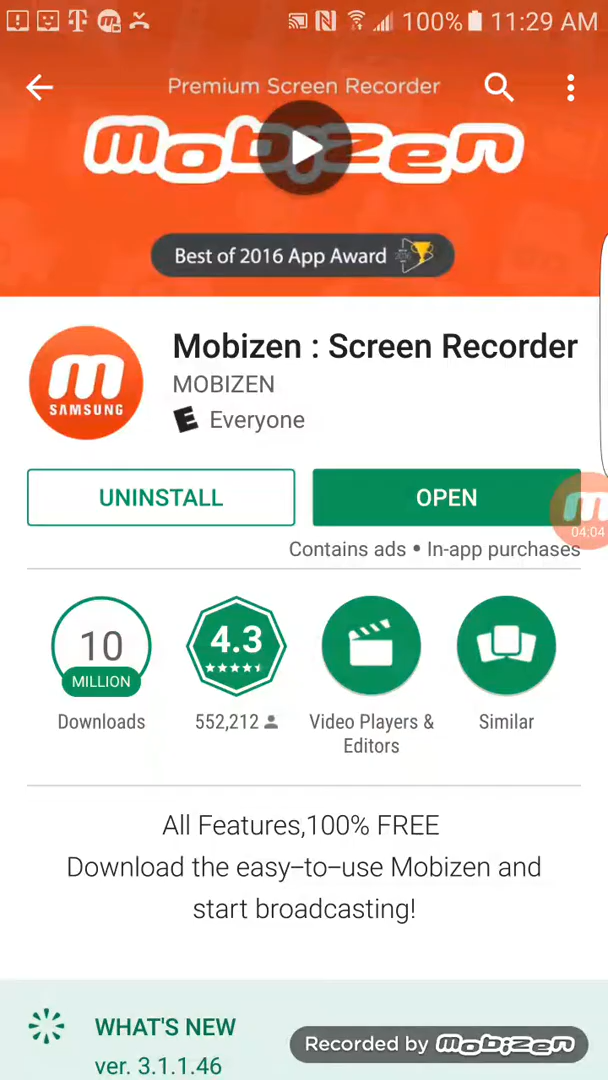 100% 11:29 AM
Premium Screen Recorder
mobizen
Best of 2016 App Award
m
SAMSUNG
Mobizen : Screen Recorder
MOBIZEN
E Everyone
UNINSTALL
OPEN
m
04:04
Contains ads • In-app purchases
10
MILLION
Downloads
4.3
552,212
Video Players &
Editors
Similar
All Features,100% FREE
Download the easy-to-use Mobizen and
start broadcasting!
WHAT'S NEW
ver. 3.1.1.46
Recorded by mobizen